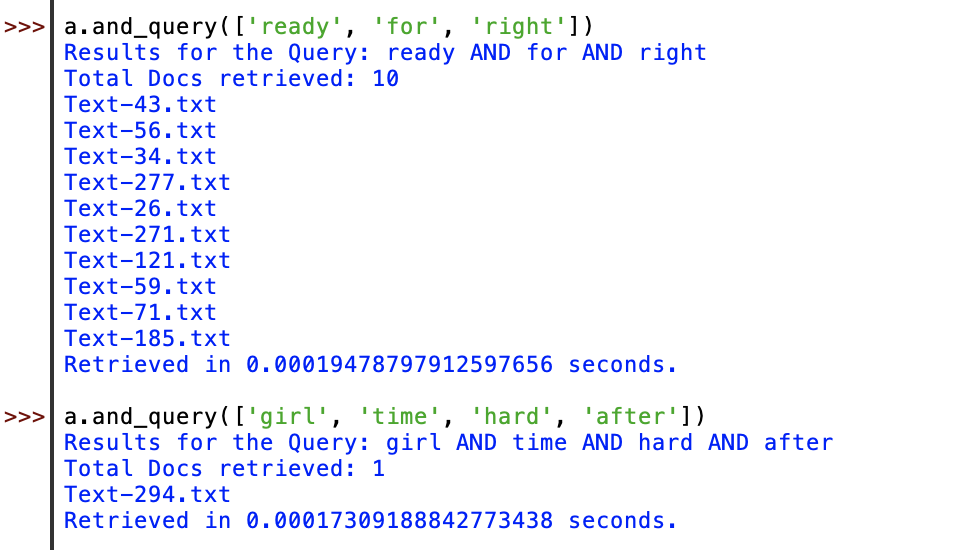 >>> a.and_query(['ready', 'for', 'right'])
Results for the Query: ready AND for AND right
Total Docs retrieved: 10
Text-43.txt
Text-56.txt
Text-34.txt
Text-277.txt
Text-26.txt
Text-271.txt
Text-121.txt
Text-59.txt
Text-71.txt
Text-185.txt
Retrieved in 0.00019478797912597656 seconds.
>>> a.and_query(['girl', 'time', 'hard', 'after'])
Results for the Query: girl AND time AND hard AND after
Total Docs retrieved: 1
Text-294.txt
Retrieved in 0.00017309188842773438 seconds.